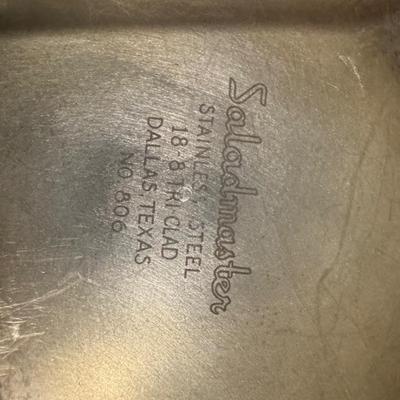 Saladmaster
STAINLESS STEEL
18-8 TRI-CLAD
DALLAS, TEXAS
NO 806